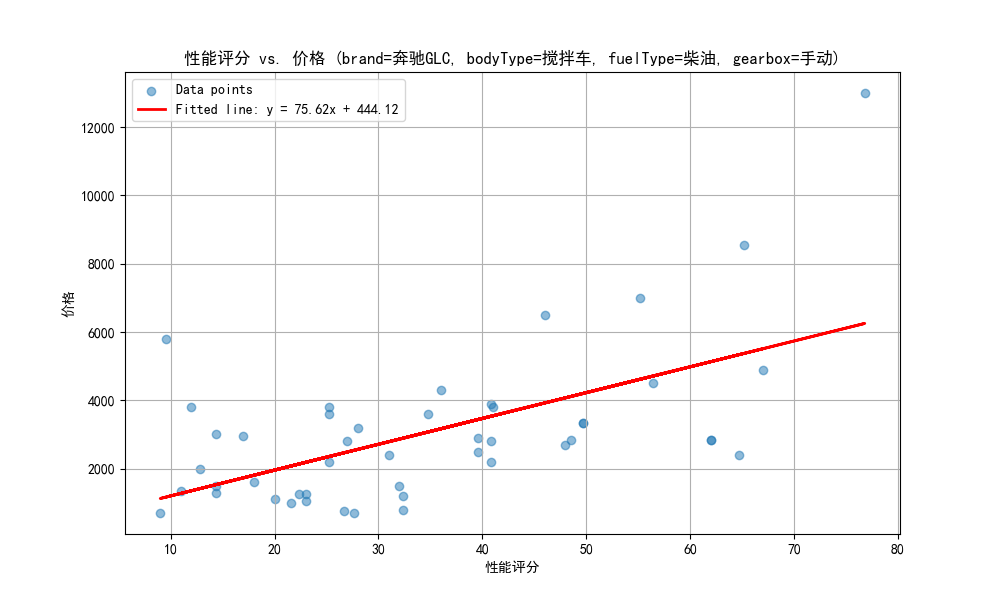 性能评分 vs. 价格 (brand=奔驰GLC, bodyType=搅拌车, fuelType=柴油, gearbox=手动)
Data points
Fitted line: y = 75.62x + 444.12
12000
10000
8000
6000
4000
2000
价格
10 20 30 40 50 60 70 80
性能评分